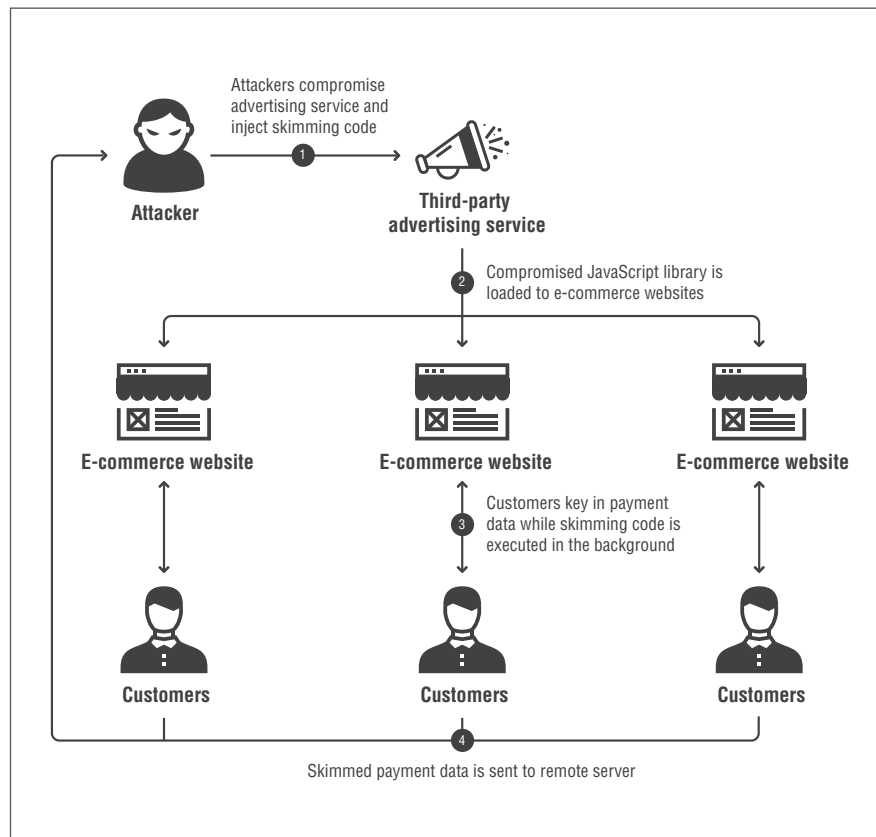 Attackers compromise
advertising service and
inject skimming code
1
Attacker
Third-party
advertising service
2
Compromised JavaScript library is
loaded to e-commerce websites
E-commerce website
E-commerce website
E-commerce website
3
Customers key in payment
data while skimming code is
executed in the background
Customers
Customers
Customers
4
Skimmed payment data is sent to remote server